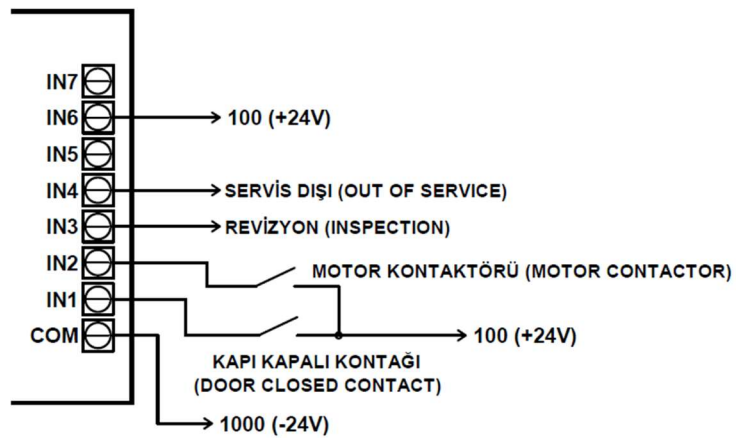 IN7
IN6
100 (+24V)
IN5
IN4
SERVİS DIŞI (OUT OF SERVICE)
IN3
REVİZYON (INSPECTION)
IN2
MOTOR KONTAKTÖRÜ (MOTOR CONTACTOR)
IN1
COM
100 (+24V)
KAPI KAPALI KONTAĞI
(DOOR CLOSED CONTACT)
1000 (-24V)